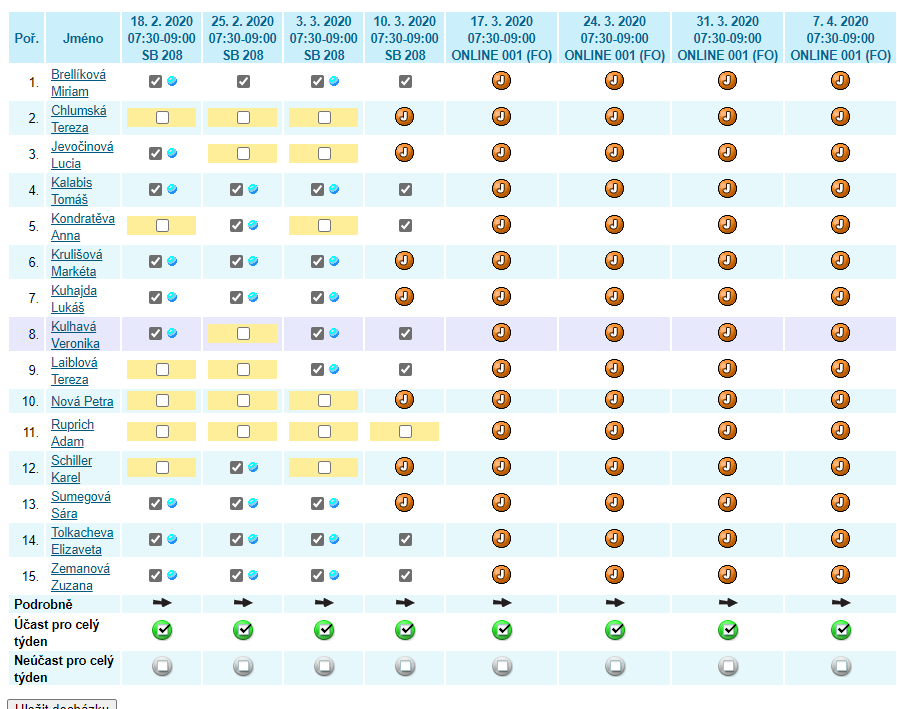 Poř. Jméno 18. 2. 2020 07:30-09:00 SB 208 25. 2. 2020 07:30-09:00 SB 208 3. 3. 2020 07:30-09:00 SB 208 10. 3. 2020 07:30-09:00 SB 208 17. 3. 2020 07:30-09:00 ONLINE 001 (FO) 24. 3. 2020 07:30-09:00 ONLINE 001 (FO) 31. 3. 2020 07:30-09:00 ONLINE 001 (FO) 7. 4. 2020 07:30-09:00 ONLINE 001 (FO)
1. Brellíková Miriam J J J J
2. Chlumská Tereza J J J J J
3. Jevočinová Lucia J J J J J
4. Kalabis Tomáš J J J J
5. Kondratěva Anna J J J J
6. Krulišová Markéta J J J J J
7. Kuhajda Lukáš J J J J J
8. Kulhavá Veronika J J J J
9. Laiblová Tereza J J J J
10. Nová Petra J J J J J
11. Ruprich Adam J J J J
12. Schiller Karel J J J J J
13. Sumegová Sára J J J J J
14. Tolkacheva Elizaveta J J J J
15. Zemanová Zuzana J J J J
Podrobně
Účast pro celý týden
Neúčast pro celý týden
Uložit docházku